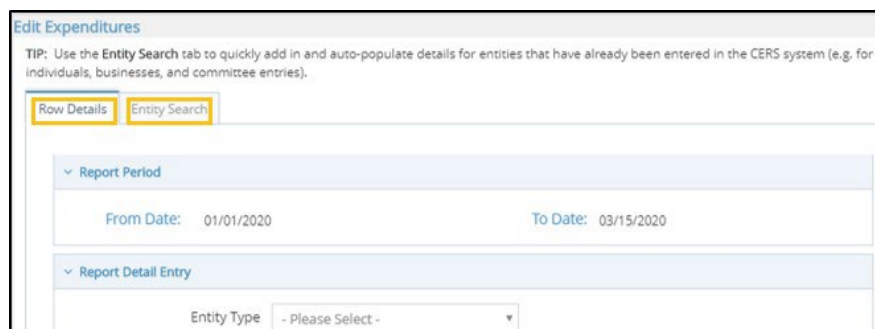 Edit Expenditures
TIP: Use the Entity Search tab to quickly add in and auto-populate details for entities that have already been entered in the CERS system (e.g. for
individuals, businesses, and committee entries).
Row Details Entity Search
Report Period
From Date: 01/01/2020 To Date: 03/15/2020
Report Detail Entry
Entity Type - Please Select -